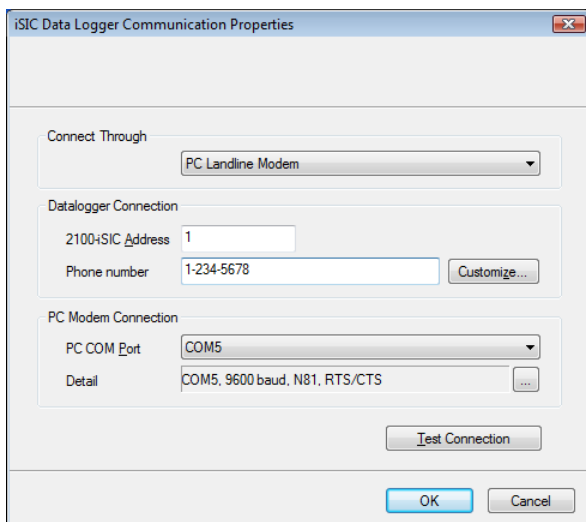 iSIC Data Logger Communication Properties
Connect Through
PC Landline Modem
Datalogger Connection
2100-iSIC Address 1
Phone number 1-234-5678 Customize...
PC Modem Connection
PC COM Port COM5
Detail COM5, 9600 baud, N81, RTS/CTS ...
Test Connection
OK Cancel